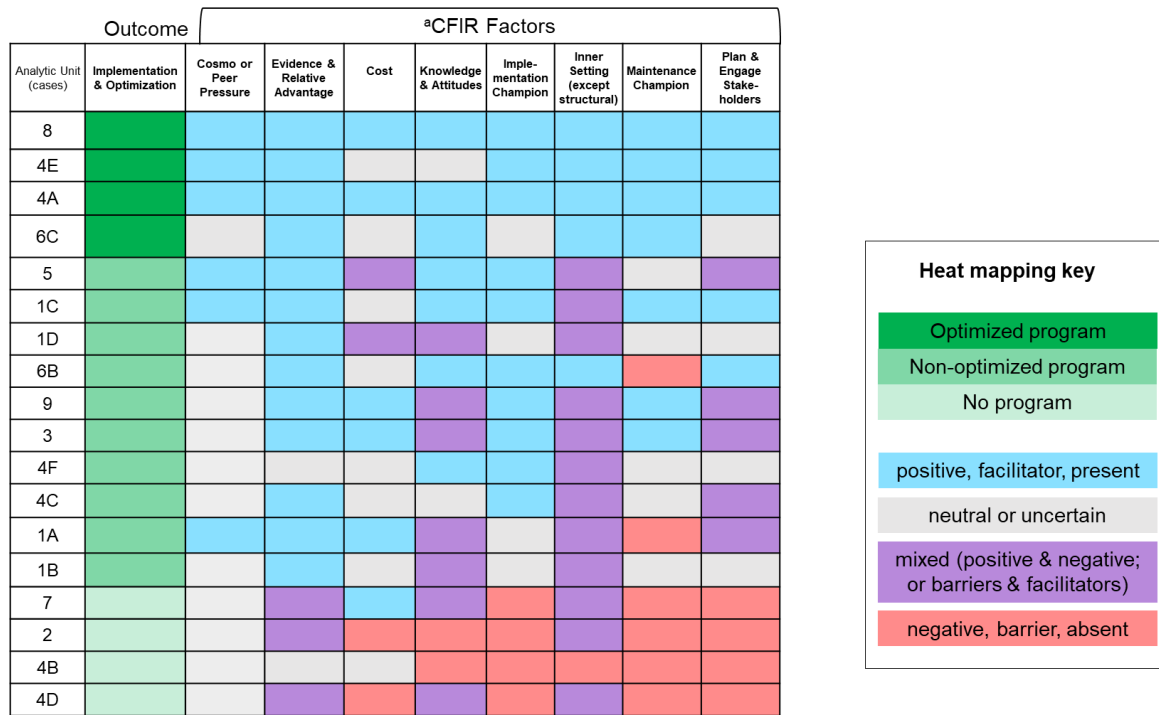 Outcome
aCFIR Factors
Analytic Unit
(cases)
Implementation
& Optimization
Cosmo or
Peer
Pressure
Evidence &
Relative
Advantage
Cost
Knowledge
& Attitudes
Imple-
mentation
Champion
Inner
Setting
(except
structural)
Maintenance
Champion
Plan &
Engage
Stake-
holders
8
4E
4A
6C
5
1C
1D
6B
9
3
4F
4C
1A
1B
7
2
4B
4D
Heat mapping key
Optimized program
Non-optimized program
No program
positive, facilitator, present
neutral or uncertain
mixed (positive & negative;
or barriers & facilitators)
negative, barrier, absent